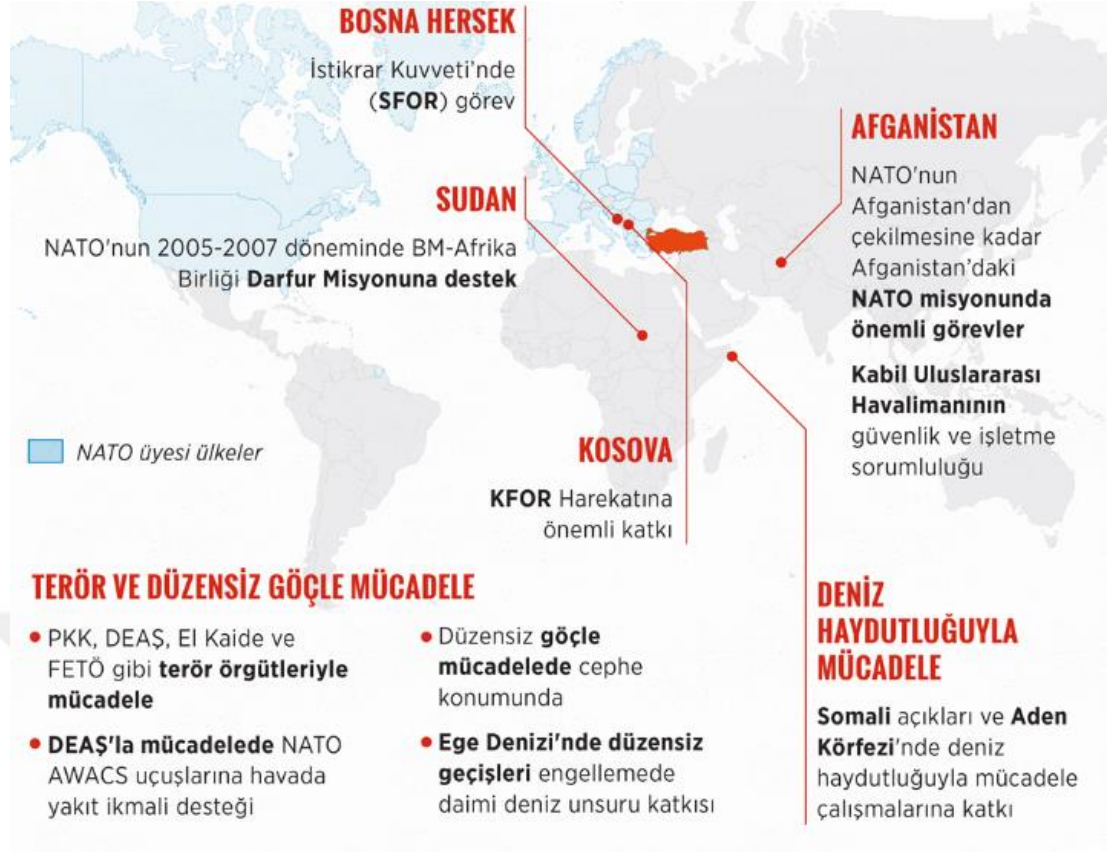 BOSNA HERSEK
İstikrar Kuvveti'nde
(SFOR) görev
SUDAN
NATO'nun 2005-2007 döneminde BM-Afrika
Birliği Darfur Misyonuna destek
AFGANİSTAN
NATO'nun
Afganistan'dan
çekilmesine kadar
Afganistan'daki
NATO misyonunda
önemli görevler
Kabil Uluslararası
Havalimanının
güvenlik ve işletme
sorumluluğu
NATO üyesi ülkeler
KOSOVA
KFOR Harekatına
önemli katkı
TERÖR VE DÜZENSİZ GÖÇLE MÜCADELE
PKK, DEAŞ, El Kaide ve
FETÖ gibi terör örgütleriyle
mücadele
DEAŞ'la mücadelede NATO
AWACS uçuşlarına havada
yakıt ikmali desteği
Düzensiz göçle
mücadelede cephe
konumunda
Ege Denizi'nde düzensiz
geçişleri engellemede
daimi deniz unsuru katkısı
DENİZ
HAYDUTLUĞUYLA
MÜCADELE
Somali açıkları ve Aden
Körfezi'nde deniz
haydutluğuyla mücadele
çalışmalarına katkı